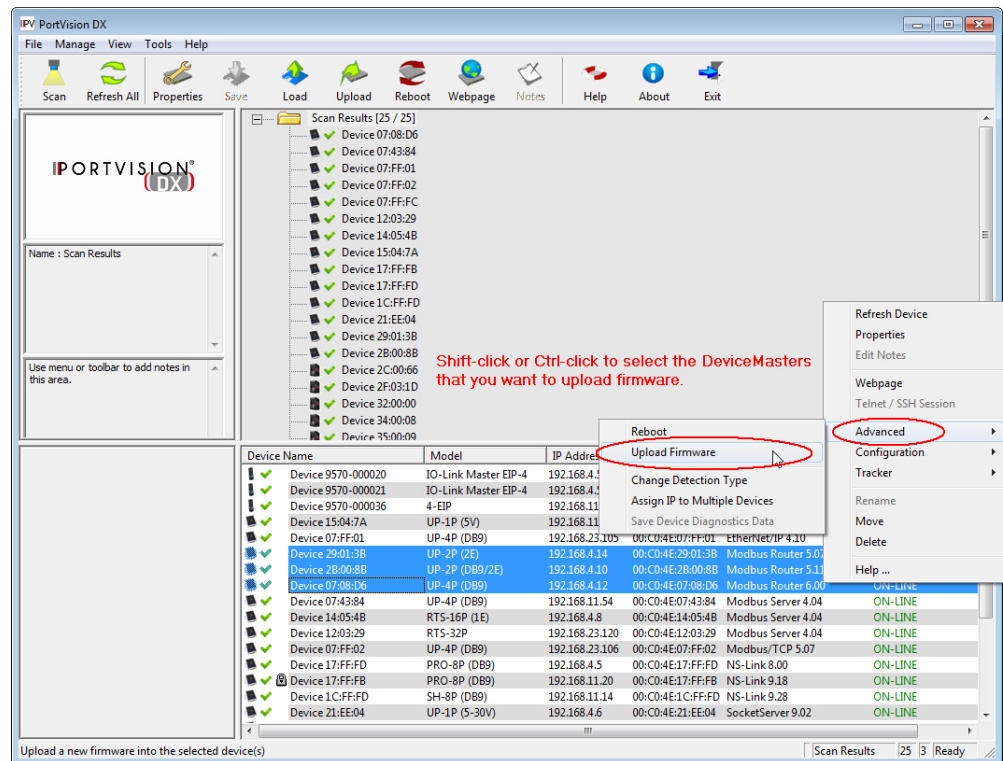 IPV PortVision DX
File Manage View Tools Help
Scan Refresh All Properties Save Load Upload Reboot Webpage Notes Help About Exit
IPORTVISION®
(DX)
Name : Scan Results
Use menu or toolbar to add notes in
this area.
Scan Results [25 / 25]
Device 07:08:D6
Device 07:43:84
Device 07:FF:01
Device 07:FF:02
Device 07:FF:FC
Device 12:03:29
Device 14:05:4B
Device 15:04:7A
Device 17:FF:FB
Device 17:FF:FD
Device 1C:FF:FD
Device 21:EE:04
Device 29:01:3B
Device 2B:00:8B
Device 2C:00:66
Device 2F:03:1D
Device 32:00:00
Device 34:00:08
Device 35:00:09
Shift-click or Ctrl-click to select the DeviceMasters
that you want to upload firmware.
Refresh Device
Properties
Edit Notes
Webpage
Telnet / SSH Session
Advanced
Configuration
Tracker
Rename
Move
Delete
Help ...
Reboot
Upload Firmware
Change Detection Type
Assign IP to Multiple Devices
Save Device Diagnostics Data
Device Name Model IP Addres
Device 9570-000020 IO-Link Master EIP-4 192.168.4.
Device 9570-000021 IO-Link Master EIP-4 192.168.4.
Device 9570-000036 4-EIP 192.168.11
Device 15:04:7A UP-1P (5V) 192.168.11
Device 07:FF:01 UP-4P (DB9) 192.168.23.105 00:C0:4E:07:FF:01 EtherNet/IP 4.10
Device 29:01:3B UP-2P (2E) 192.168.4.14 00:C0:4E:29:01:3B Modbus Router 5.07
Device 2B:00:8B UP-2P (DB9/2E) 192.168.4.10 00:C0:4E:2B:00:8B Modbus Router 5.11
Device 07:08:D6 UP-4P (DB9) 192.168.4.12 00:C0:4E:07:08:D6 Modbus Router 6.00 ON-LINE
Device 07:43:84 UP-4P (DB9) 192.168.11.54 00:C0:4E:07:43:84 Modbus Server 4.04 ON-LINE
Device 14:05:4B RTS-16P (1E) 192.168.4.8 00:C0:4E:14:05:4B Modbus Server 4.04 ON-LINE
Device 12:03:29 RTS-32P 192.168.23.120 00:C0:4E:12:03:29 Modbus Server 4.04 ON-LINE
Device 07:FF:02 UP-4P (DB9) 192.168.23.106 00:C0:4E:07:FF:02 Modbus/TCP 5.07 ON-LINE
Device 17:FF:FD PRO-8P (DB9) 192.168.4.5 00:C0:4E:17:FF:FD NS-Link 8.00 ON-LINE
Device 17:FF:FB PRO-8P (DB9) 192.168.11.20 00:C0:4E:17:FF:FB NS-Link 9.18 ON-LINE
Device 1C:FF:FD SH-8P (DB9) 192.168.11.14 00:C0:4E:1C:FF:FD NS-Link 9.28 ON-LINE
Device 21:EE:04 UP-1P (5-30V) 192.168.4.6 00:C0:4E:21:EE:04 SocketServer 9.02 ON-LINE
Upload a new firmware into the selected device(s) Scan Results 25 3 Ready